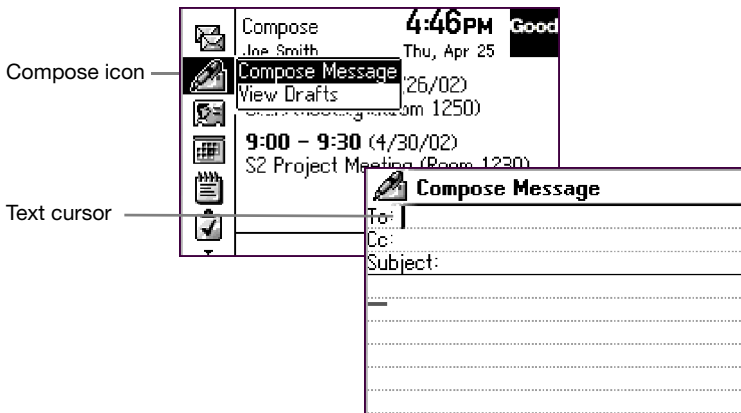 Compose
4:46PM
Good
Joe Smith
Thu, Apr 25
Compose icon
Compose Message
View Drafts
26/02)
1250)
9:00 – 9:30 (4/30/02)
S2 Project Meeting (Room 1230)
Compose Message
Text cursor
To:
Cc:
Subject: